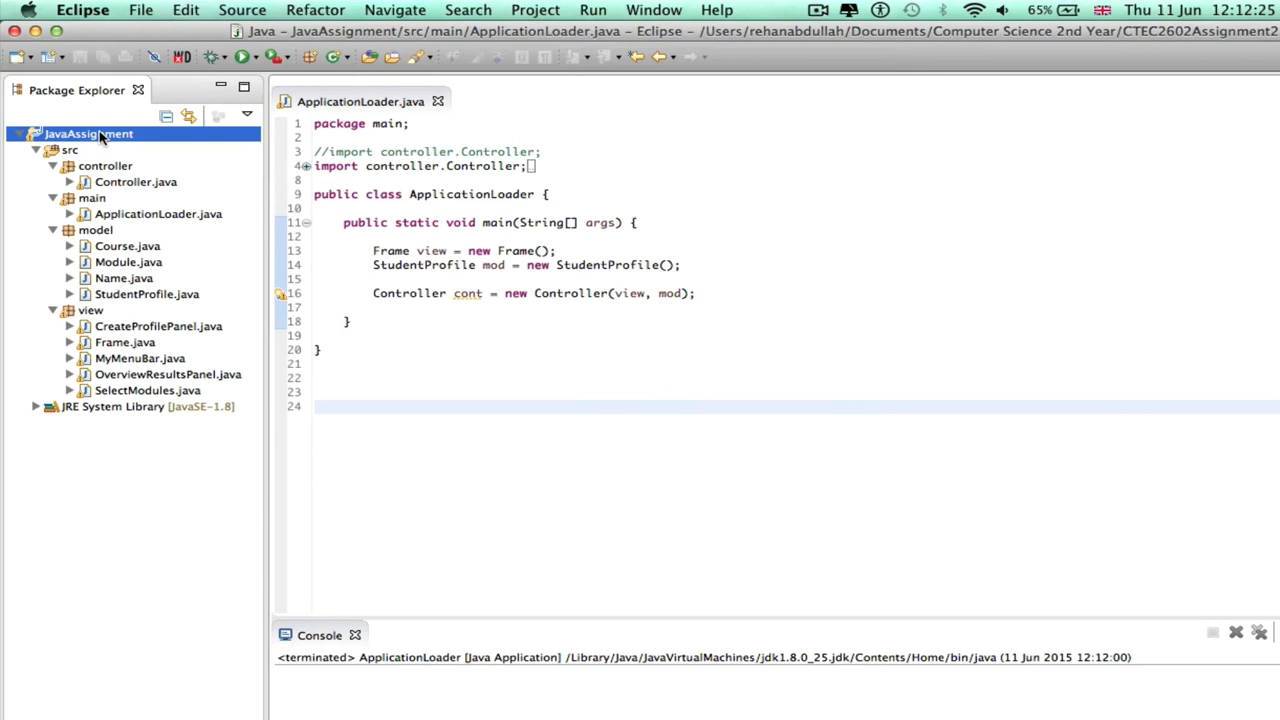 Eclipse File Edit Source Refactor Navigate Search Project Run Window Help 65% Thu 11 Jun 12:12:25
Java – JavaAssignment/src/main/ApplicationLoader.java – Eclipse – /Users/rehanabdullah/Documents/Computer Science 2nd Year/CTEC2602Assignment2
Package Explorer
JavaAssignment
src
controller
Controller.java
main
ApplicationLoader.java
model
Course.java
Module.java
Name.java
StudentProfile.java
view
CreateProfilePanel.java
Frame.java
MyMenuBar.java
OverviewResultsPanel.java
SelectModules.java
JRE System Library [JavaSE-1.8]
ApplicationLoader.java
1 package main;
2
3 //import controller.Controller;
4 import controller.Controller;
8
9 public class ApplicationLoader {
10
11 public static void main(String[] args) {
12
13 Frame view = new Frame();
14 StudentProfile mod = new StudentProfile();
15
16 Controller cont = new Controller(view, mod);
17
18 }
19
20 }
21
22
23
24
Console
<terminated> ApplicationLoader [Java Application] /Library/Java/JavaVirtualMachines/jdk1.8.0_25.jdk/Contents/Home/bin/java (11 Jun 2015 12:12:00)